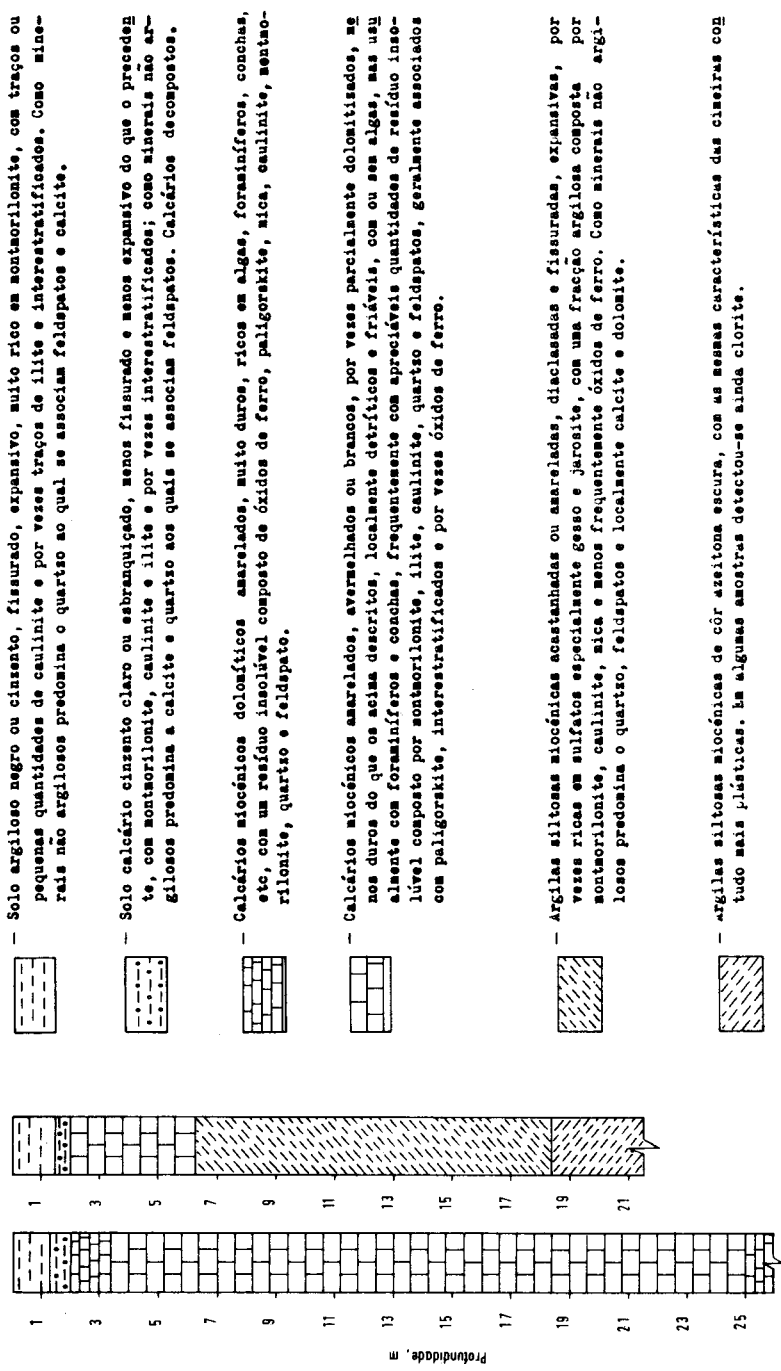 — Solo argiloso negro ou cinzento, fissurado, expansivo, muito rico em montmorilonite, com traços ou
pequenas quantidades de caulinite e por vezes traços de ilite e interestratificados. Como mine-
rais não argilosos predomina o quartzo ao qual se associam feldspatos e calcite.
— Solo calcário cinzento claro ou esbranquiçado, menos fissurado e menos expansivo do que o preceden
te, com montmorilonite, caulinite e ilite e por vezes interestratificados; como minerais não ar-
gilosos predomina a calcite e quartzo aos quais se associam feldspatos. Calcários decompostos.
— Calcários miocénicos dolomíticos amarelados, muito duros, ricos em algas, foraminíferos, conchas,
etc, com um resíduo insolúvel composto de óxidos de ferro, paligorskite, mica, caulinite, montmo-
rilonite, quartzo e feldspato.
— Calcários miocénicos amarelados, avermelhados ou brancos, por vezes parcialmente dolomitizados, me
nos duros do que os acima descritos, localmente detríticos e friáveis, com ou sem algas, mas usu
almente com foraminíferos e conchas, frequentemente com apreciáveis quantidades de resíduo inso-
lúvel composto por montmorilonite, ilite, caulinite, quartzo e feldspatos, geralmente associados
com paligorskite, interestratificados e por vezes óxidos de ferro.
— Argilas siltosas miocénicas acastanhadas ou amareladas, diaclasadas e fissuradas, expansivas, por
vezes ricas em sulfatos especialmente gesso e jarosite, com uma fracção argilosa composta por
montmorilonite, caulinite, mica e menos frequentemente óxidos de ferro. Como minerais não argi-
losos predomina o quartzo, feldspatos e localmente calcite e dolomite.
— Argilas siltosas miocénicas de côr azeitona escura, com as mesmas características das cimeiras con
tudo mais plásticas. Em algumas amostras detectou-se ainda clorite.
1 3 5 7 9 11 13 15 17 19 21
1 3 5 7 9 11 13 15 17 19 21 23 25
Profundidade, m